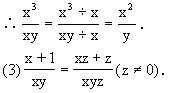 ∴ x³/xy = (x³ ÷ x)/(xy ÷ x) = x²/y .
(3) (x + 1)/xy = (xz + z)/xyz (z ≠ 0) .